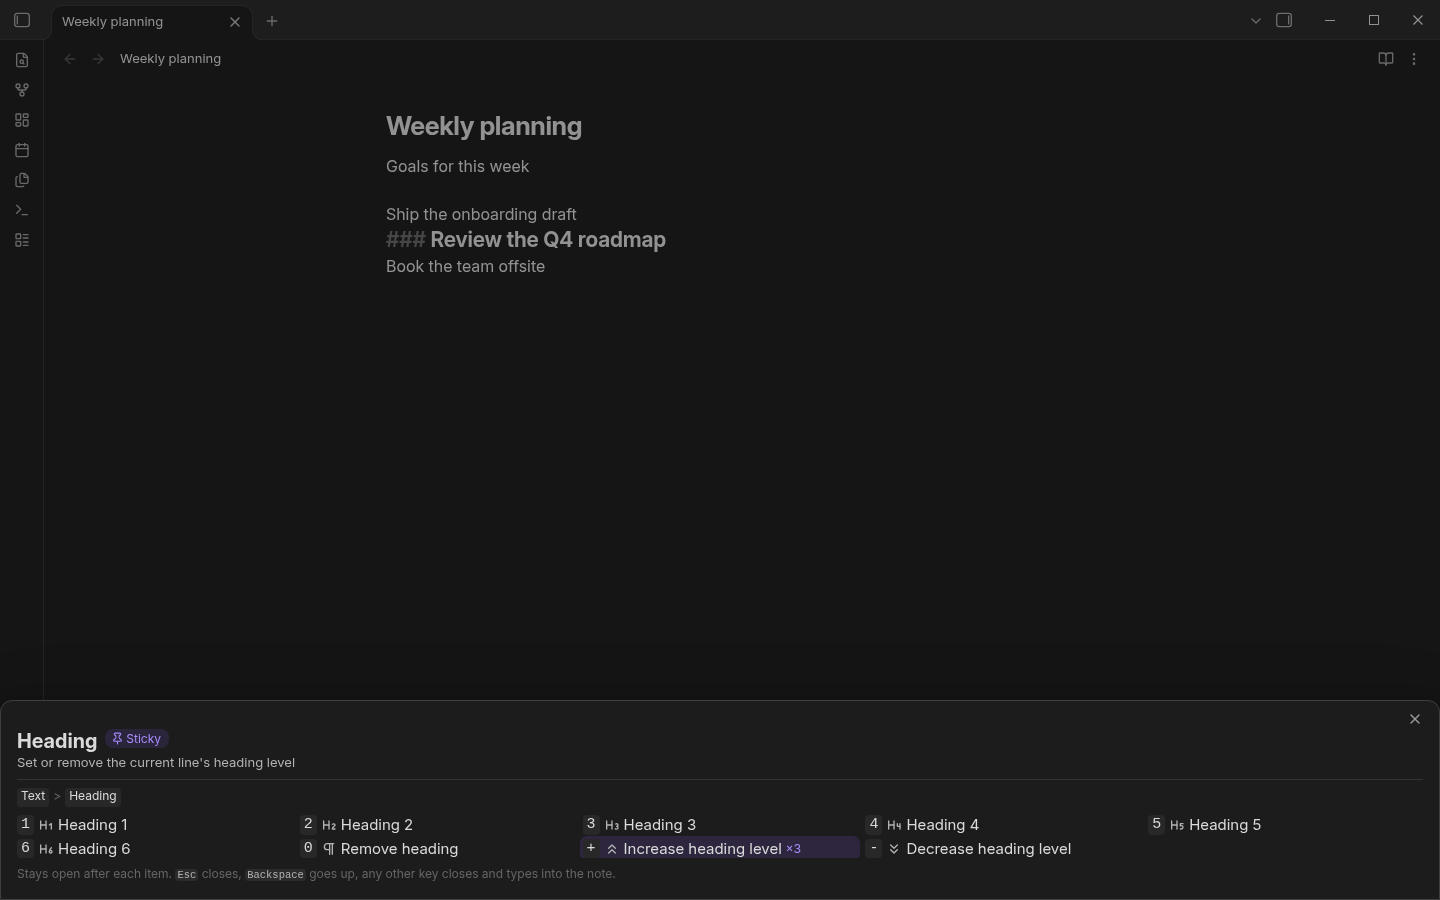 Weekly planning
Weekly planning
Weekly planning
Goals for this week
Ship the onboarding draft
### Review the Q4 roadmap
Book the team offsite
Heading Sticky
Set or remove the current line's heading level
Text > Heading
1 H1 Heading 1 2 H2 Heading 2 3 H3 Heading 3 4 H4 Heading 4 5 H5 Heading 5
6 H6 Heading 6 0 ¶ Remove heading + Increase heading level ×3 - Decrease heading level
Stays open after each item. Esc closes, Backspace goes up, any other key closes and types into the note.